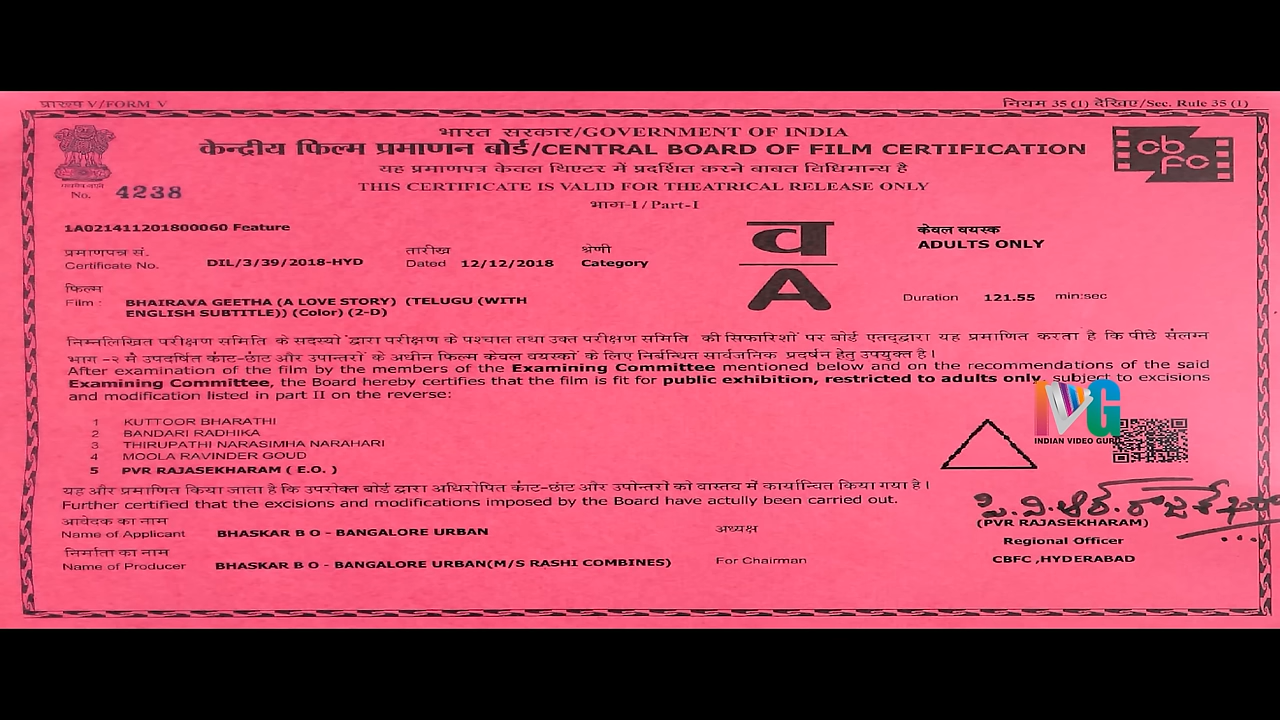 प्रारूप V/FORM V
नियम 35 (1) देखिए/Sec. Rule 35 (1)
भारत सरकार/GOVERNMENT OF INDIA
केन्द्रीय फिल्म प्रमाणन बोर्ड/CENTRAL BOARD OF FILM CERTIFICATION
cb
fc
यह प्रमाणपत्र केवल थिएटर में प्रदर्शित करने बाबत विधिमान्य है
THIS CERTIFICATE IS VALID FOR THEATRICAL RELEASE ONLY
सत्यमेव जयते
No. 4238
भाग-I/Part-I
1A021411201800060 Feature
व
A
केवल वयस्क
ADULTS ONLY
प्रमाणपत्र सं. तारीख श्रेणी
Certificate No. DIL/3/39/2018-HYD Dated 12/12/2018 Category
फिल्म
Film : BHAIRAVA GEETHA (A LOVE STORY) (TELUGU (WITH
ENGLISH SUBTITLE)) (Color) (2-D)
Duration 121.55 min:sec
निम्नलिखित परीक्षण समिति के सदस्यों द्वारा परीक्षण के पश्चात तथा उक्त परीक्षण समिति की सिफारिशों पर बोर्ड एतद्द्वारा यह प्रमाणित करता है कि पीछे संलग्न
भाग -२ में उपदर्षित काट-छांट और उपान्तरों के अधीन फिल्म केवल वयस्कों के लिए निर्बन्धित सार्वजनिक प्रदर्षन हेतु उपयुक्त है।
After examination of the film by the members of the Examining Committee mentioned below and on the recommendations of the said
Examining Committee, the Board hereby certifies that the film is fit for public exhibition, restricted to adults only, subject to excisions
and modification listed in part II on the reverse:
1 KUTTOOR BHARATHI
2 BANDARI RADHIKA
3 THIRUPATHI NARASIMHA NARAHARI
4 MOOLA RAVINDER GOUD
5 PVR RAJASEKHARAM ( E.O. )
IVG
INDIAN VIDEO GURU
यह और प्रमाणित किया जाता है कि उपरोक्त बोर्ड द्वारा अधिरोपित काट-छांट और उपोन्तरों को वास्तव में कार्यान्वित किया गया है।
Further certified that the excisions and modifications imposed by the Board have actully been carried out.
पి.వి.ఆర్.రాజశేఖరం
(PVR RAJASEKHARAM)
Regional Officer
CBFC ,HYDERABAD
आवेदक का नाम
Name of Applicant BHASKAR B O - BANGALORE URBAN
अध्यक्ष
निर्माता का नाम
Name of Producer BHASKAR B O - BANGALORE URBAN(M/S RASHI COMBINES)
For Chairman